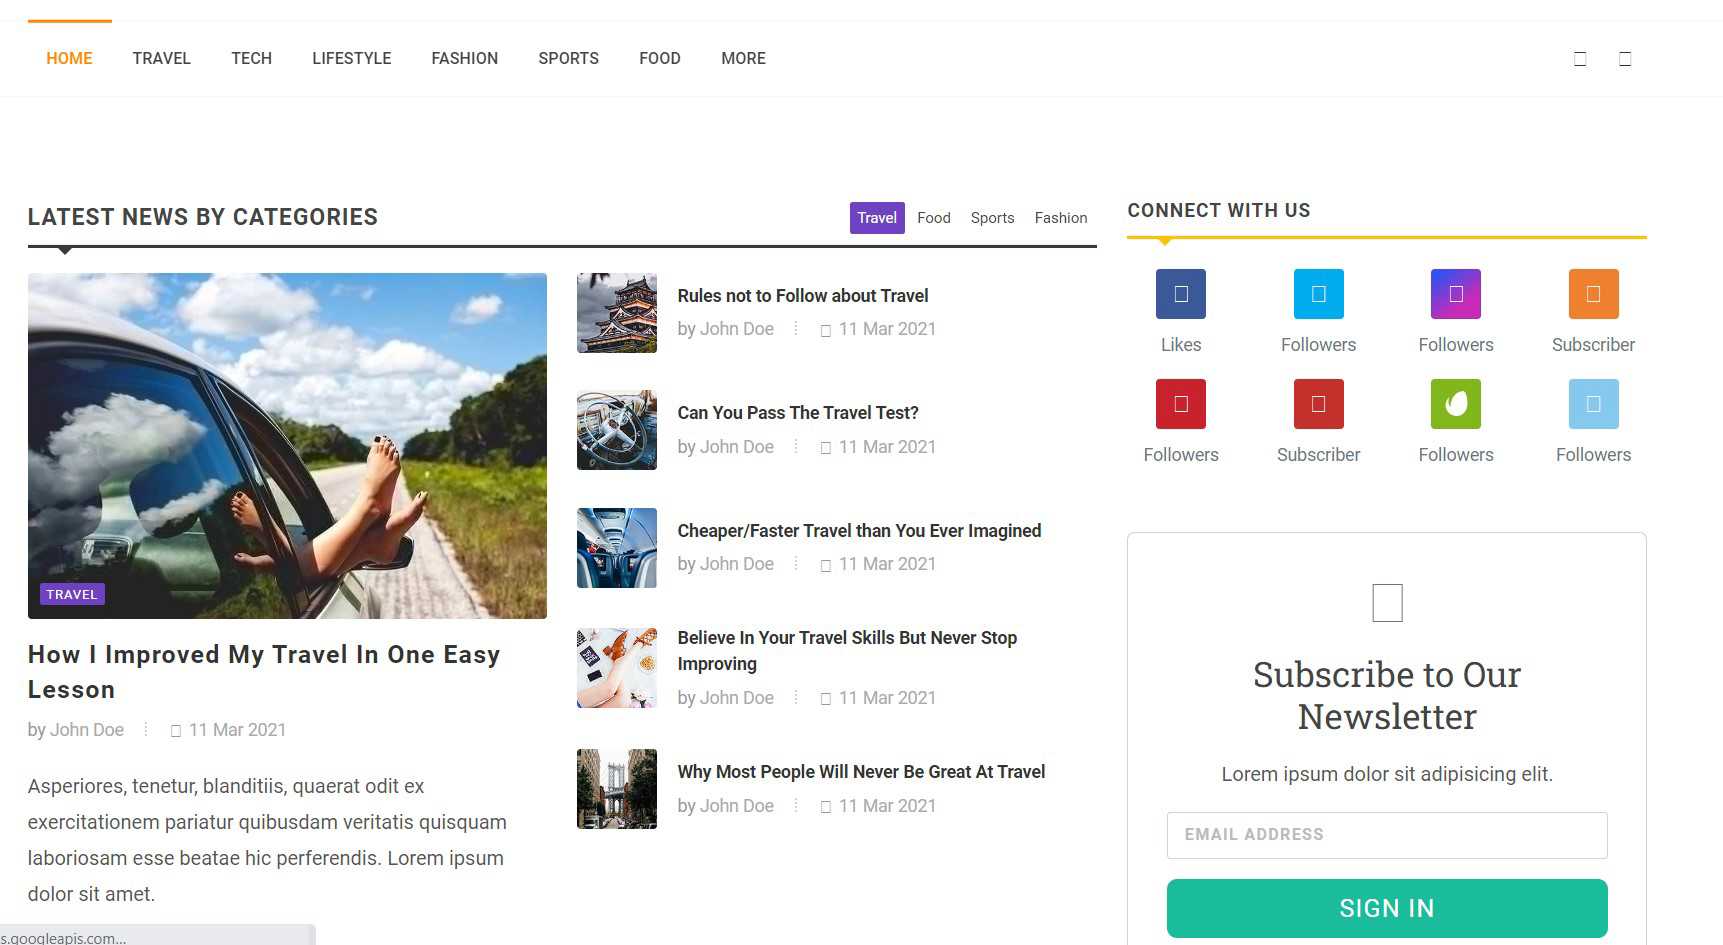 HOME TRAVEL TECH LIFESTYLE FASHION SPORTS FOOD MORE
LATEST NEWS BY CATEGORIES
Travel Food Sports Fashion
TRAVEL
How I Improved My Travel In One Easy
Lesson
by John Doe 11 Mar 2021
Asperiores, tenetur, blanditiis, quaerat odit ex
exercitationem pariatur quibusdam veritatis quisquam
laboriosam esse beatae hic perferendis. Lorem ipsum
dolor sit amet.
Rules not to Follow about Travel
by John Doe 11 Mar 2021
Can You Pass The Travel Test?
by John Doe 11 Mar 2021
Cheaper/Faster Travel than You Ever Imagined
by John Doe 11 Mar 2021
Believe In Your Travel Skills But Never Stop
Improving
by John Doe 11 Mar 2021
Why Most People Will Never Be Great At Travel
by John Doe 11 Mar 2021
CONNECT WITH US
Likes Followers Followers Subscriber
Followers Subscriber Followers Followers
Subscribe to Our
Newsletter
Lorem ipsum dolor sit adipisicing elit.
EMAIL ADDRESS
SIGN IN
s.googleapis.com...